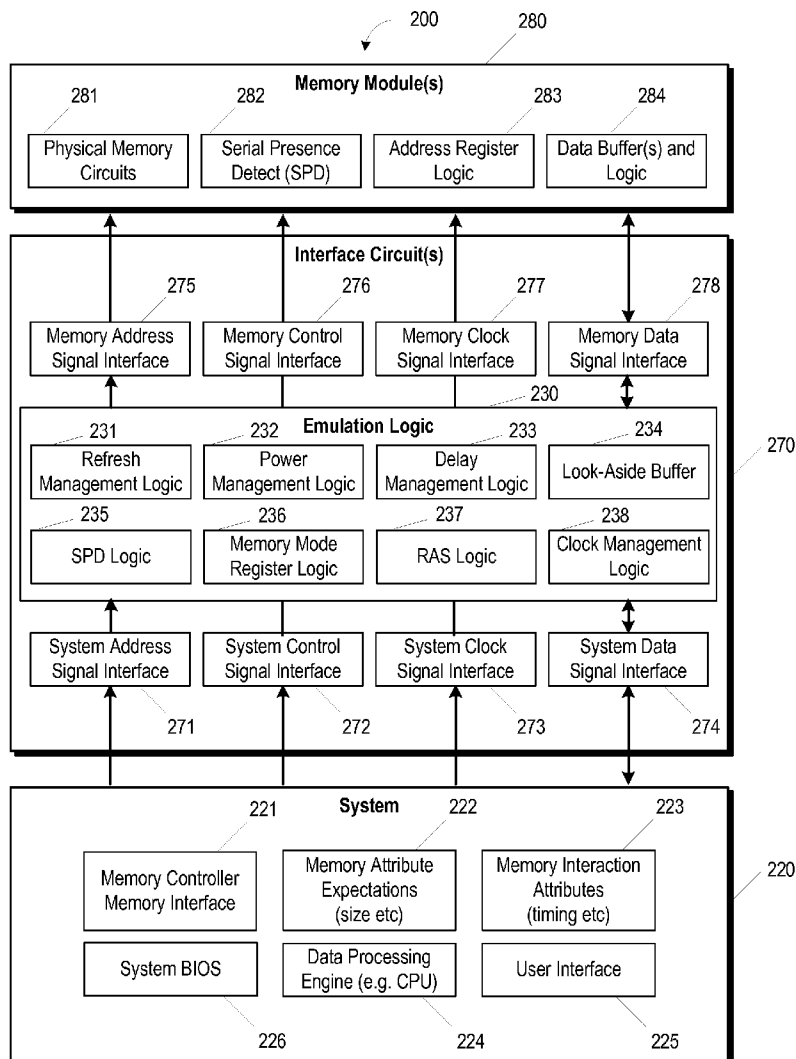 200
280
Memory Module(s)
281
282
283
284
Physical Memory
Circuits
Serial Presence
Detect (SPD)
Address Register
Logic
Data Buffer(s) and
Logic
Interface Circuit(s)
275
276
277
278
Memory Address
Signal Interface
Memory Control
Signal Interface
Memory Clock
Signal Interface
Memory Data
Signal Interface
230
Emulation Logic
231
232
233
234
Refresh
Management Logic
Power
Management Logic
Delay
Management Logic
Look-Aside Buffer
270
235
236
237
238
SPD Logic
Memory Mode
Register Logic
RAS Logic
Clock Management
Logic
System Address
Signal Interface
System Control
Signal Interface
System Clock
Signal Interface
System Data
Signal Interface
271
272
273
274
System
221
222
223
Memory Controller
Memory Interface
Memory Attribute
Expectations
(size etc)
Memory Interaction
Attributes
(timing etc)
220
System BIOS
Data Processing
Engine (e.g. CPU)
User Interface
226
224
225